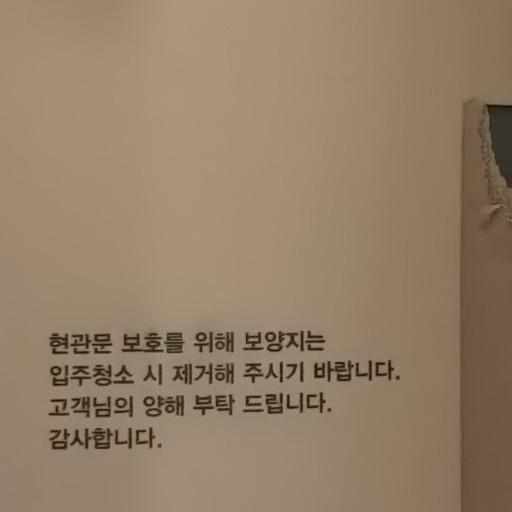 현관문 보호를 위해 보양지는
입주청소 시 제거해 주시기 바랍니다.
고객님의 양해 부탁 드립니다.
감사합니다.